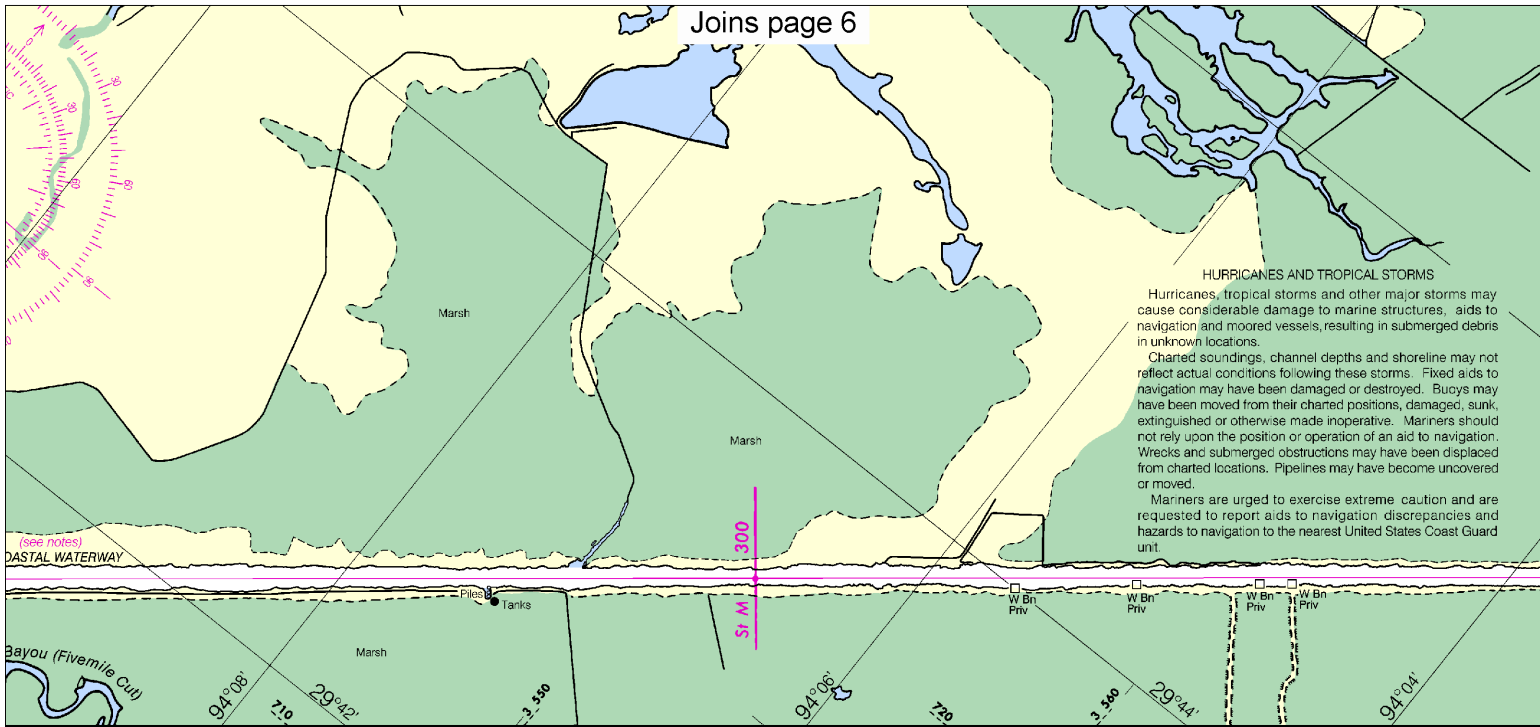 Joins page 6
30
30
60
60
90
90
0
0
Marsh
HURRICANES AND TROPICAL STORMS
Hurricanes, tropical storms and other major storms may
cause considerable damage to marine structures, aids to
navigation and moored vessels, resulting in submerged debris
in unknown locations.
Charted soundings, channel depths and shoreline may not
reflect actual conditions following these storms. Fixed aids to
navigation may have been damaged or destroyed. Buoys may
have been moved from their charted positions, damaged, sunk,
extinguished or otherwise made inoperative. Mariners should
not rely upon the position or operation of an aid to navigation.
Wrecks and submerged obstructions may have been displaced
from charted locations. Pipelines may have become uncovered
or moved.
Mariners are urged to exercise extreme caution and are
requested to report aids to navigation discrepancies and
hazards to navigation to the nearest United States Coast Guard
unit.
Marsh
(see notes)
OASTAL WATERWAY
St M 300
Piles
Tanks
W Bn
Priv
W Bn
Priv
W Bn
Priv
W Bn
Priv
Marsh
Bayou (Fivemile Cut)
94°08'
710
29°42'
3 550
94°06'
720
3 560
29°44'
94°04'